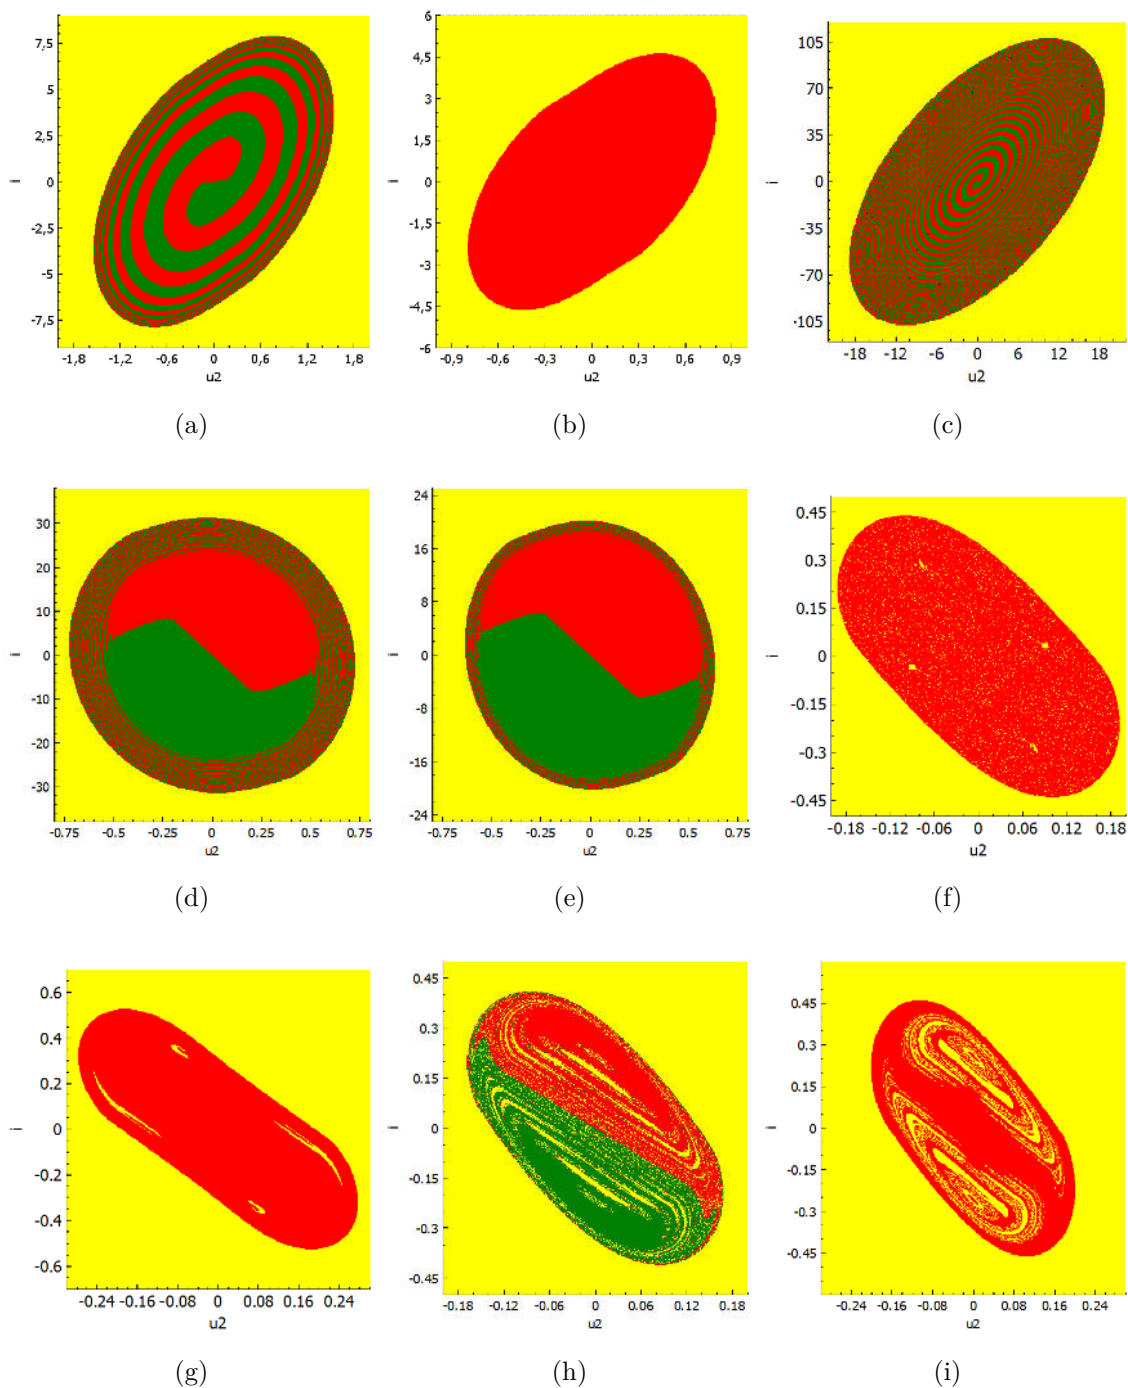 7,5
5
2,5
0
-2,5
-5
-7,5
i
-1,8 -1,2 -0,6 0 0,6 1,2 1,8
u2
(a)
6
4,5
3
1,5
0
-1,5
-3
-4,5
-6
i
-0,9 -0,3 0 0,3 0,6 0,9
u2
(b)
105
70
35
0
-35
-70
-105
i
-18 -12 -6 0 6 12 18
u2
(c)
30
20
10
0
-10
-20
-30
i
-0.75 -0.5 -0.25 0 0.25 0.5 0.75
u2
(d)
24
16
8
0
-8
-16
-24
i
-0.75 -0.5 -0.25 0 0.25 0.5 0.75
u2
(e)
0.45
0.3
0.15
0
-0.15
-0.3
-0.45
i
-0.18 -0.12 -0.06 0 0.06 0.12 0.18
u2
(f)
0.6
0.4
0.2
0
-0.2
-0.4
-0.6
i
-0.24 -0.16 -0.08 0 0.08 0.16 0.24
u2
(g)
0.45
0.3
0.15
0
-0.15
-0.3
-0.45
i
-0.18 -0.12 -0.06 0 0.06 0.12 0.18
u2
(h)
0.45
0.3
0.15
0
-0.15
-0.3
-0.45
i
-0.24 -0.16 -0.08 0 0.08 0.16 0.24
u2
(i)